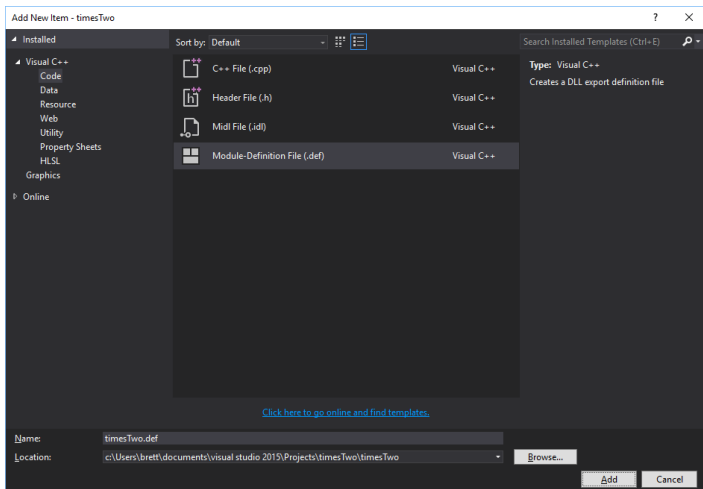 Add New Item - timesTwo ?
Installed
Sort by: Default
Search Installed Templates (Ctrl+E)
Visual C++
Code
Data
Resource
Web
Utility
Property Sheets
HLSL
Graphics
Online
C++ File (.cpp) Visual C++
Header File (.h) Visual C++
Midl File (.idl) Visual C++
Module-Definition File (.def) Visual C++
Type: Visual C++
Creates a DLL export definition file
Click here to go online and find templates.
Name: timesTwo.def
Location: c:\Users\brett\documents\visual studio 2015\Projects\timesTwo\timesTwo Browse...
Add Cancel